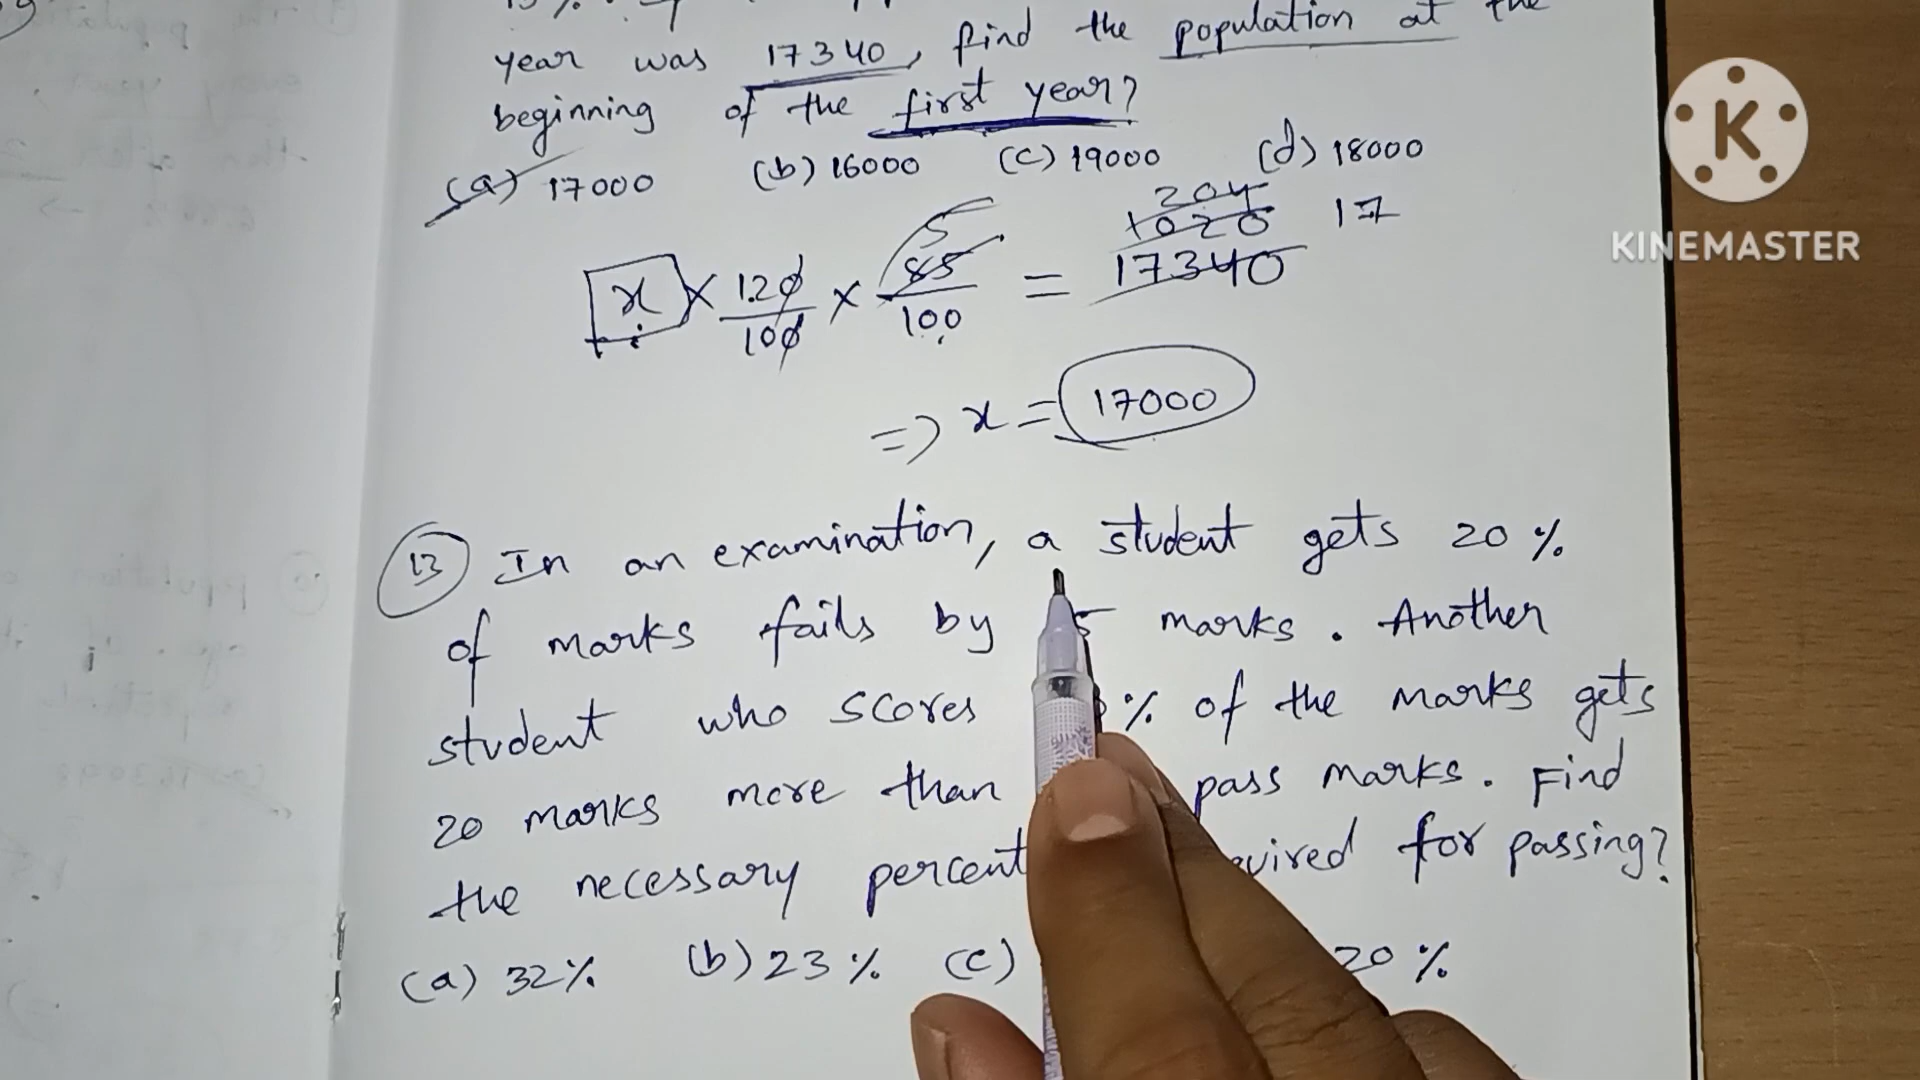 15%.
year was 17340, find the population at the
beginning of the first year?
(a) 17000 (b) 16000 (c) 19000 (d) 18000
x × 120/100 × 85/100 = 17340
5 204 1020 17
=> x = 17000
13 In an examination, a student gets 20%
of marks fails by 5 marks. Another
student who scores % of the marks gets
20 marks more than pass marks. Find
the necessary for passing?
(a) 32% (b) 23% (c) 20%
K
KINEMASTER